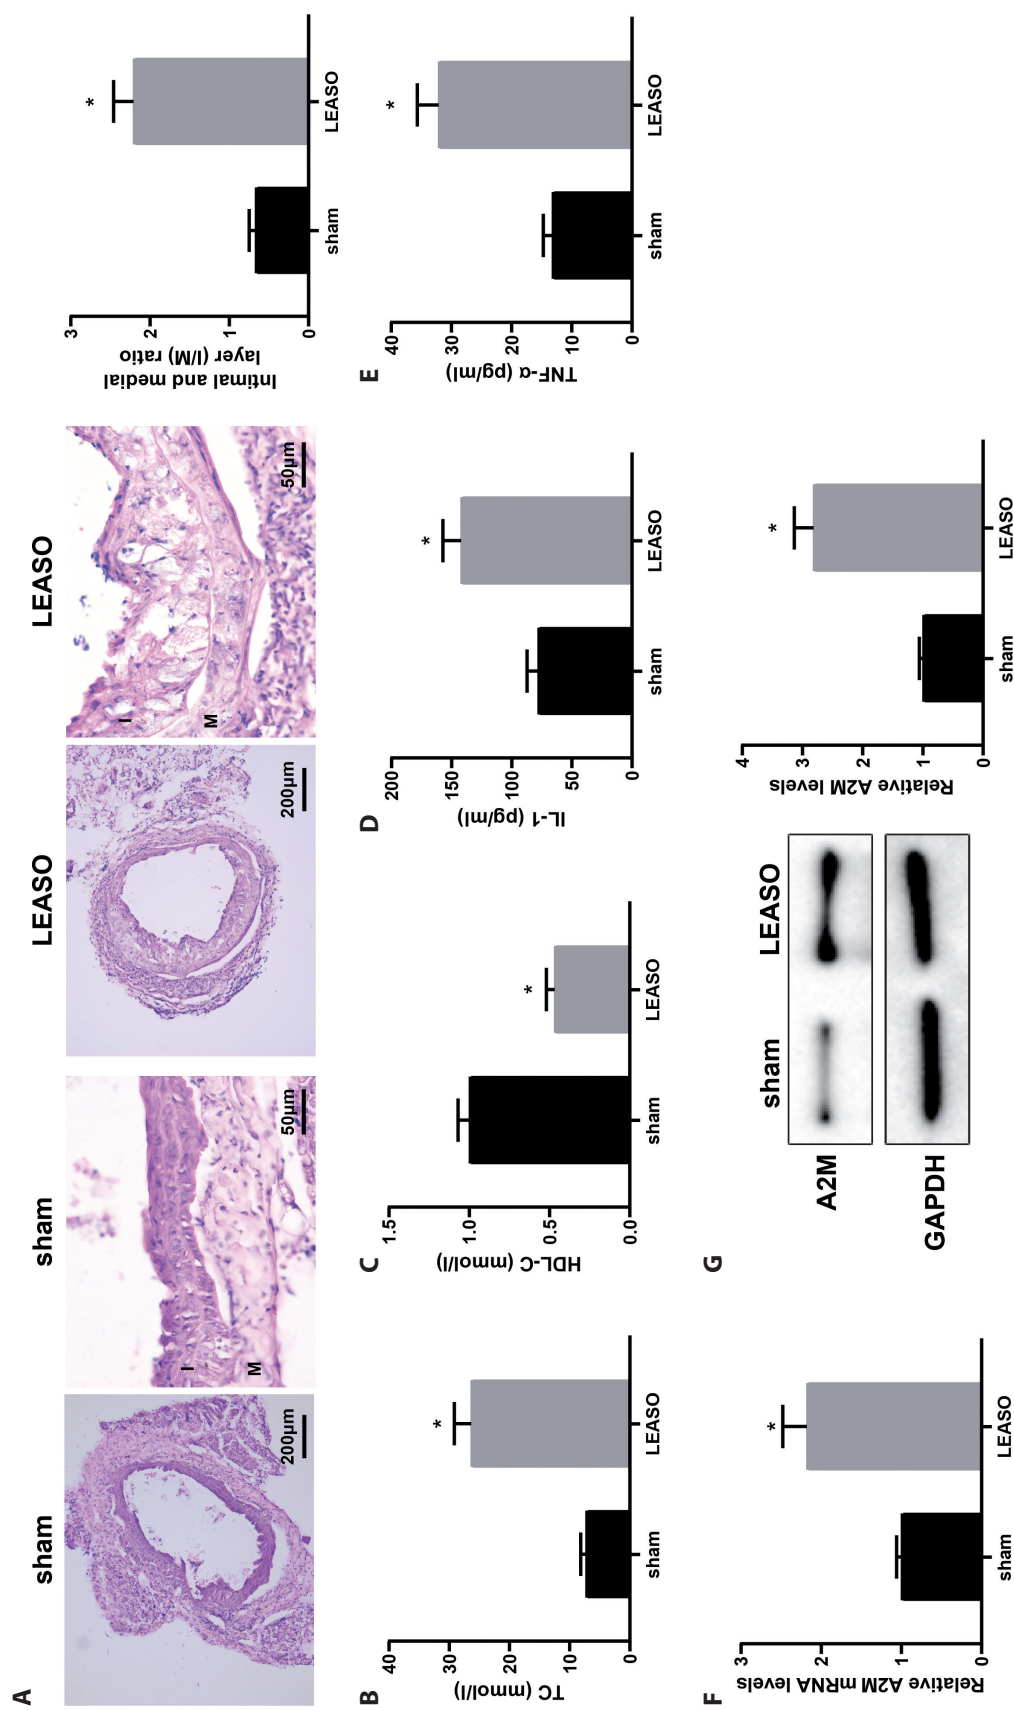 A
sham
sham
LEASO
LEASO
200µm
I
M
50µm
200µm
I
M
50µm
Intimal and medial
layer (I/M) ratio
3
2
1
0
*
sham
LEASO
B
TC (mmol/l)
40
30
20
10
0
*
sham
LEASO
C
HDL-C (mmol/l)
1.5
1.0
0.5
0.0
*
sham
LEASO
D
IL-1 (pg/ml)
200
150
100
50
0
*
sham
LEASO
E
TNF-α (pg/ml)
40
30
20
10
0
*
sham
LEASO
F
Relative A2M mRNA levels
3
2
1
0
*
sham
LEASO
G
sham
LEASO
A2M
GAPDH
Relative A2M levels
4
3
2
1
0
*
sham
LEASO